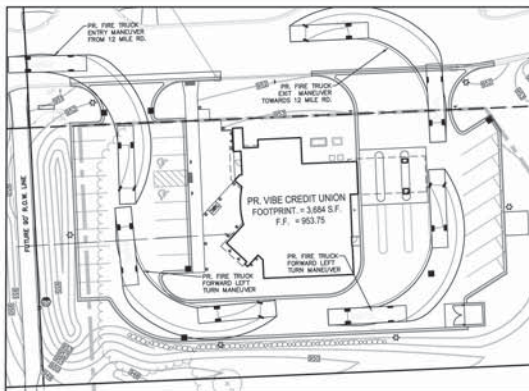 PR. FIRE TRUCK
ENTRY MANEUVER
FROM 12 MILE RD.
PR. FIRE TRUCK
EXIT MANEUVER
TOWARDS 12 MILE RD.
FUTURE 90' R.O.W. LINE
PR. VIBE CREDIT UNION
FOOTPRINT. = 3,684 S.F.
F.F. = 953.75
PR. FIRE TRUCK
FORWARD LEFT
TURN MANEUVER
PR. FIRE TRUCK
FORWARD LEFT
TURN MANEUVER